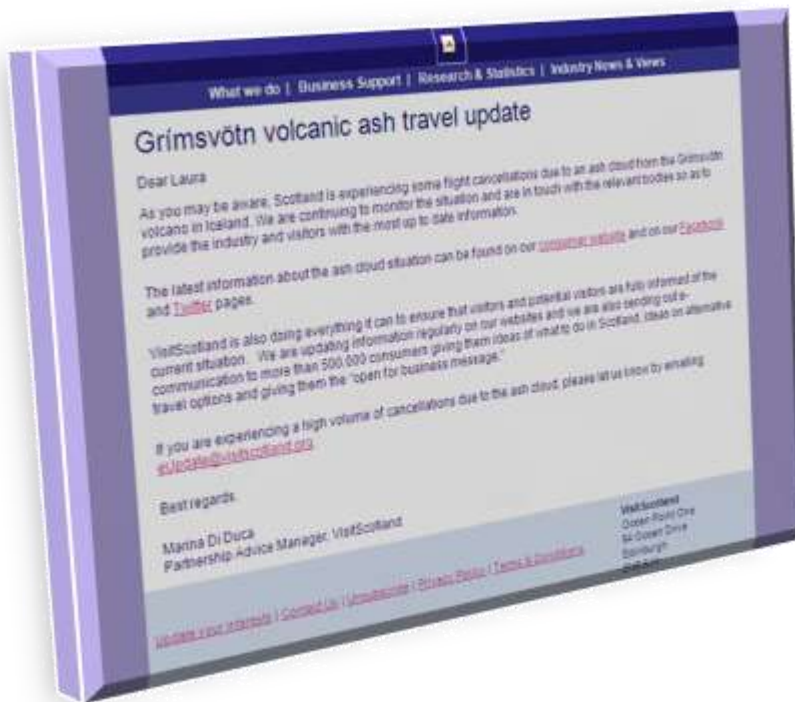 What we do | Business Support | Research & Statistics | Industry News & Views
Grímsvötn volcanic ash travel update
Dear Laura
As you may be aware, Scotland is experiencing some flight cancellations due to an ash cloud from the Grímsvötn
volcano in Iceland. We are continuing to monitor the situation and are in touch with the relevant bodies so as to
provide the industry and visitors with the most up to date information.
The latest information about the ash cloud situation can be found on our consumer website and on our Facebook
and Twitter pages.
VisitScotland is also doing everything it can to ensure that visitors and potential visitors are fully informed of the
current situation. We are updating information regularly on our websites and we are also sending out e-
communication to more than 500,000 consumers giving them ideas of what to do in Scotland, ideas on alternative
travel options and giving them the "open for business message."
If you are experiencing a high volume of cancellations due to the ash cloud, please let us know by emailing
eUpdate@visitscotland.org.
Best regards
Marina Di Duca
Partnership Advice Manager, VisitScotland
Update Your Interests | Contact Us | Unsubscribe | Privacy Policy | Terms & Conditions
VisitScotland
Ocean Point One
94 Ocean Drive
Edinburgh